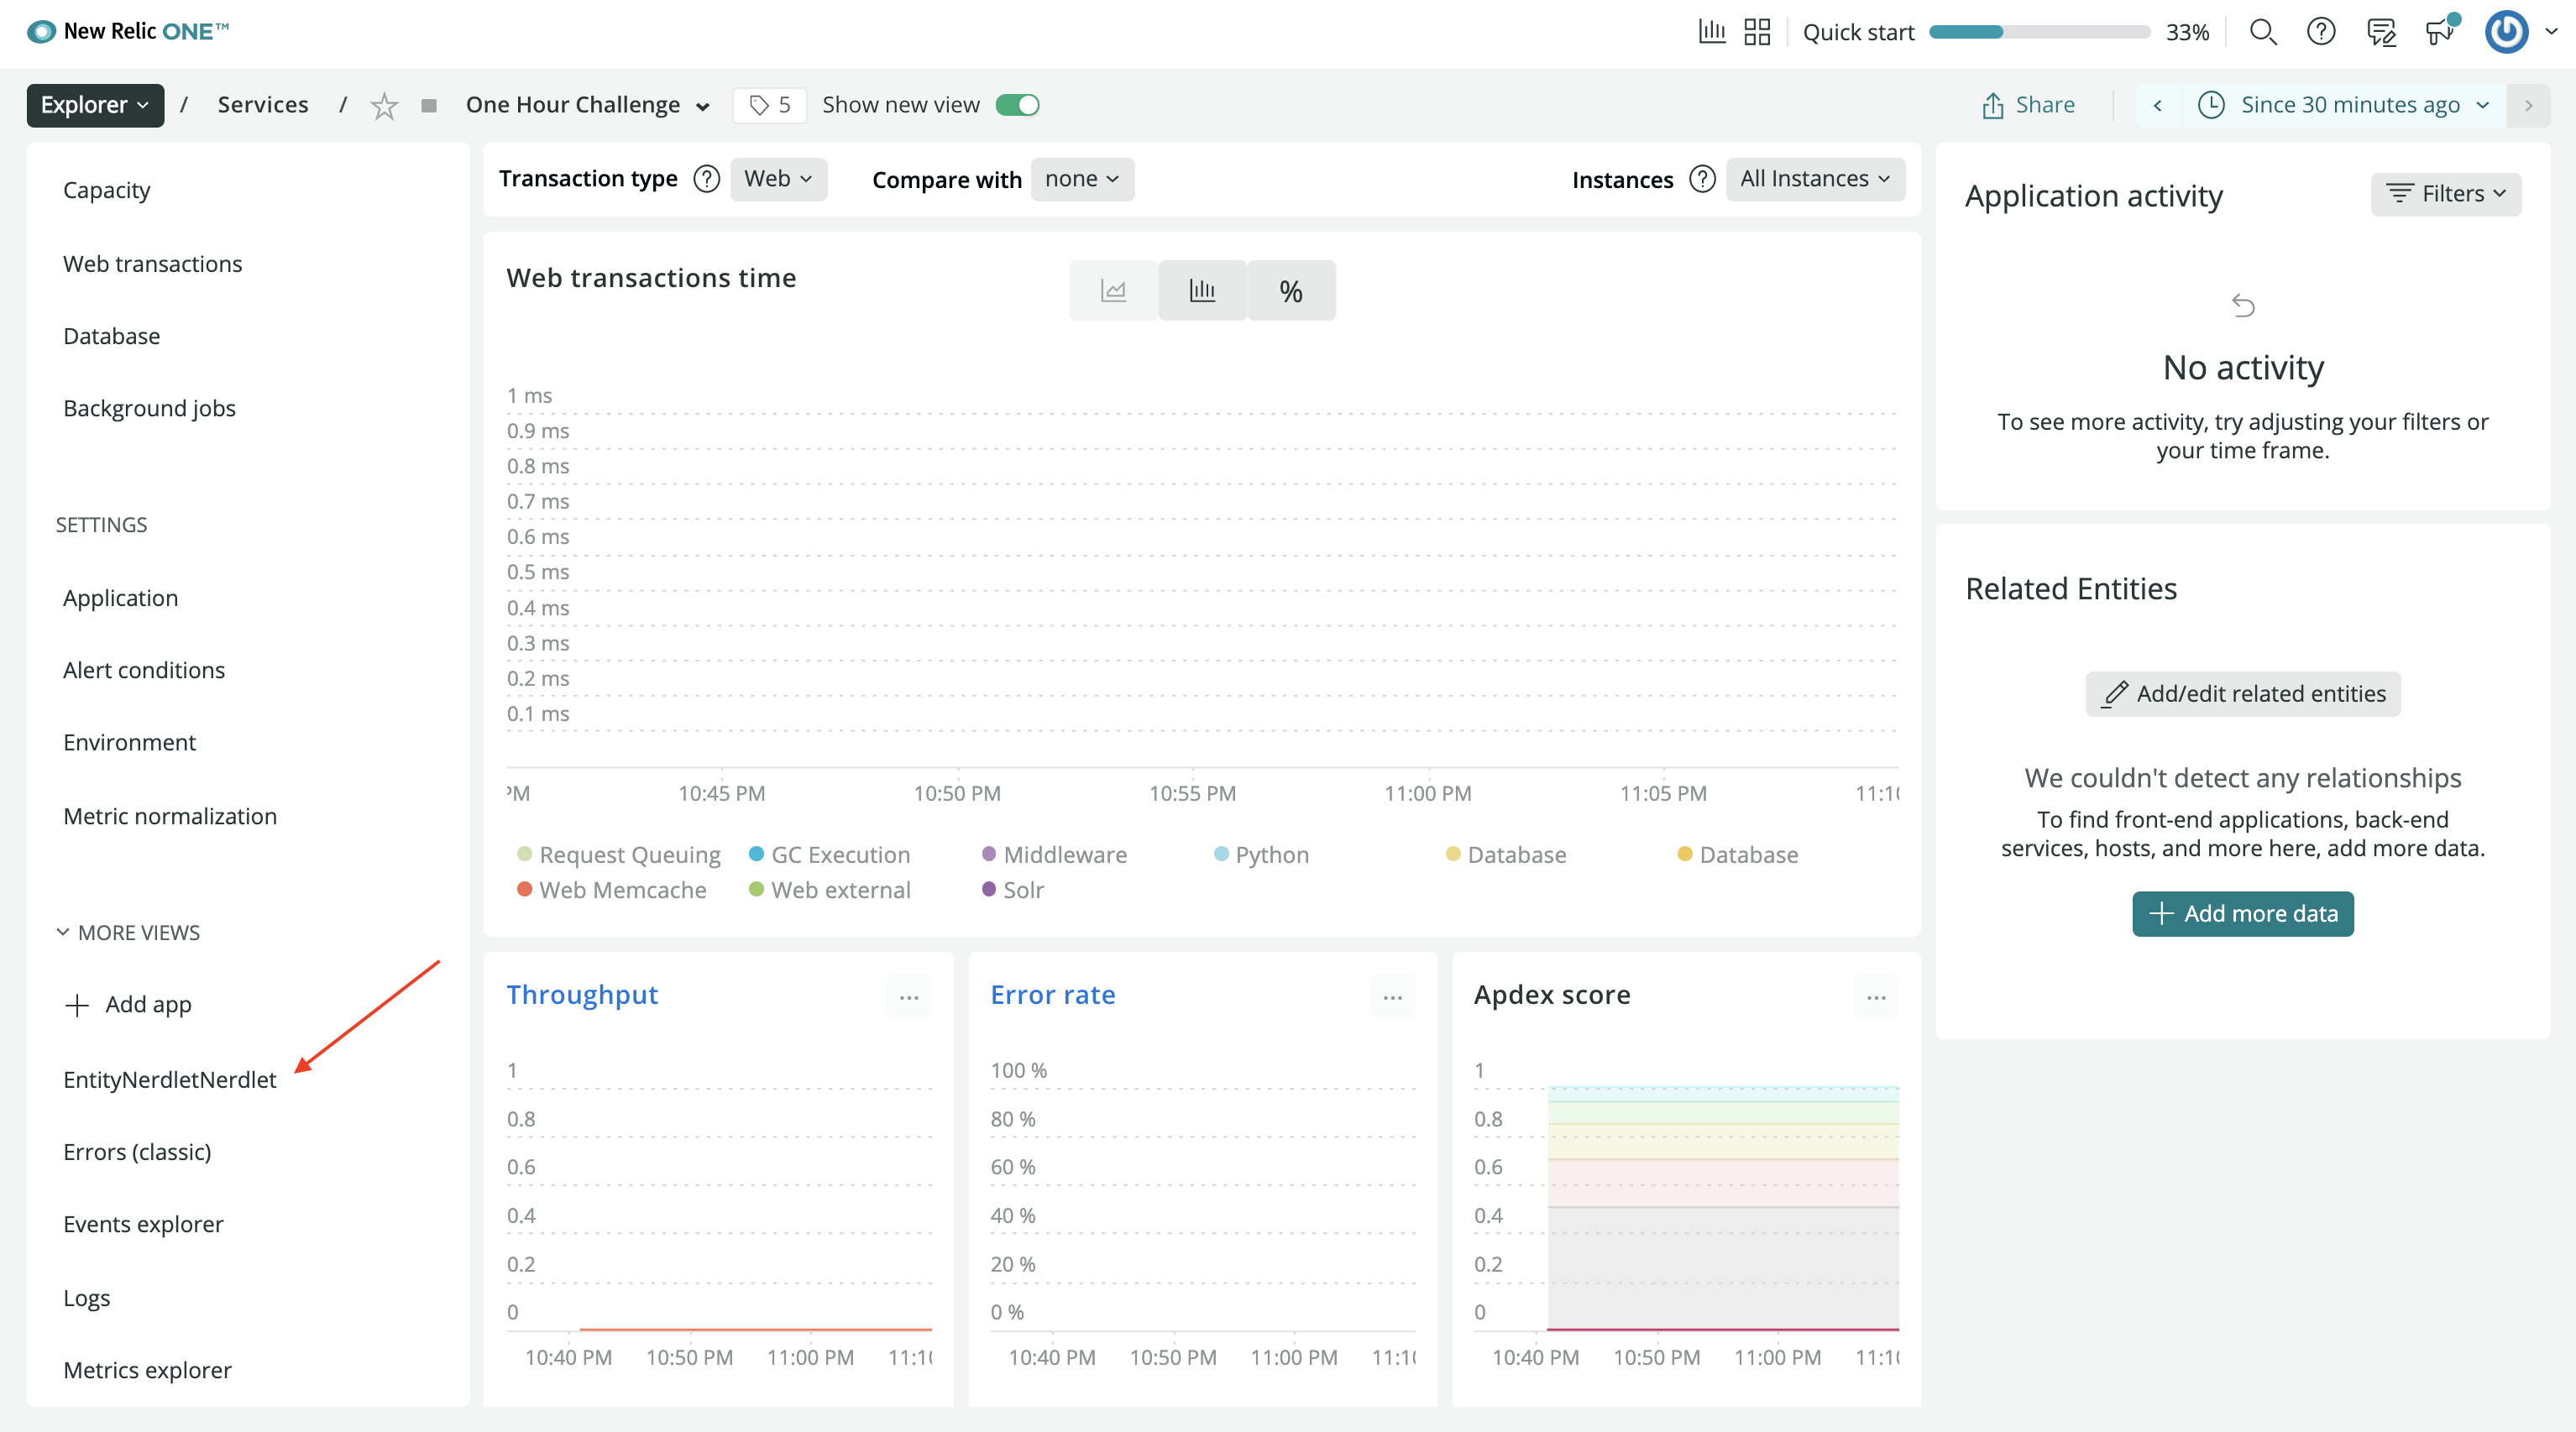 New Relic ONE™
Quick start 33%
Explorer / Services / One Hour Challenge 5 Show new view
Share Since 30 minutes ago
Capacity
Web transactions
Database
Background jobs
SETTINGS
Application
Alert conditions
Environment
Metric normalization
MORE VIEWS
Add app
EntityNerdletNerdlet
Errors (classic)
Events explorer
Logs
Metrics explorer
Transaction type ? Web Compare with none Instances ? All Instances
Web transactions time
%
1 ms
0.9 ms
0.8 ms
0.7 ms
0.6 ms
0.5 ms
0.4 ms
0.3 ms
0.2 ms
0.1 ms
PM 10:45 PM 10:50 PM 10:55 PM 11:00 PM 11:05 PM 11:10
Request Queuing GC Execution Middleware Python Database Database
Web Memcache Web external Solr
Throughput ...
1
0.8
0.6
0.4
0.2
0
10:40 PM 10:50 PM 11:00 PM 11:10
Error rate ...
100 %
80 %
60 %
40 %
20 %
0 %
10:40 PM 10:50 PM 11:00 PM 11:10
Apdex score ...
1
0.8
0.6
0.4
0.2
0
10:40 PM 10:50 PM 11:00 PM 11:10
Application activity Filters
No activity
To see more activity, try adjusting your filters or
your time frame.
Related Entities
Add/edit related entities
We couldn't detect any relationships
To find front-end applications, back-end
services, hosts, and more here, add more data.
Add more data